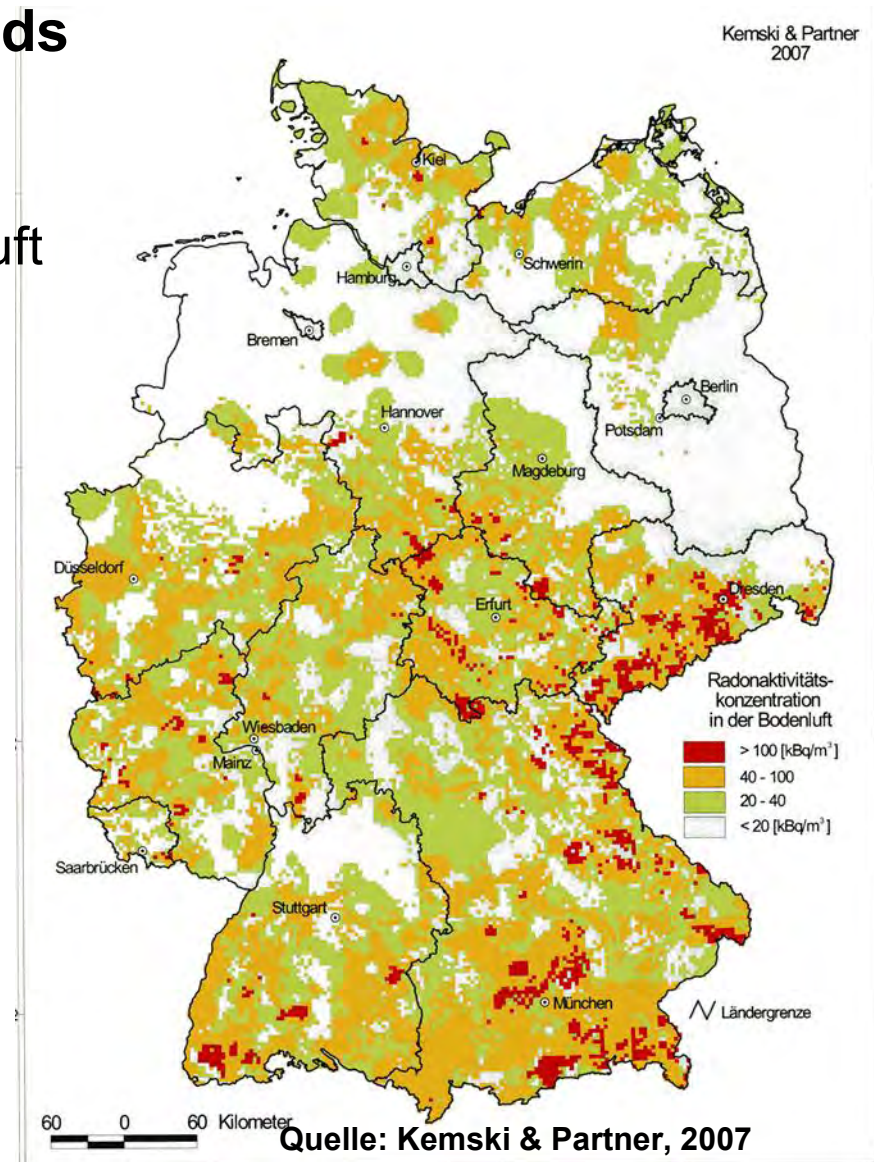 ds
Kemski & Partner
2007
uft
Kiel
Schwerin
Hamburg
Bremen
Berlin
Hannover
Potsdam
Magdeburg
Düsseldorf
Dresden
Erfurt
Radonaktivitäts-
konzentration
in der Bodenluft
Wiesbaden
> 100 [kBq/m³]
Mainz
40 - 100
20 - 40
< 20 [kBq/m³]
Saarbrücken
Stuttgart
München
Ländergrenze
60 0 60 Kilometer
Quelle: Kemski & Partner, 2007